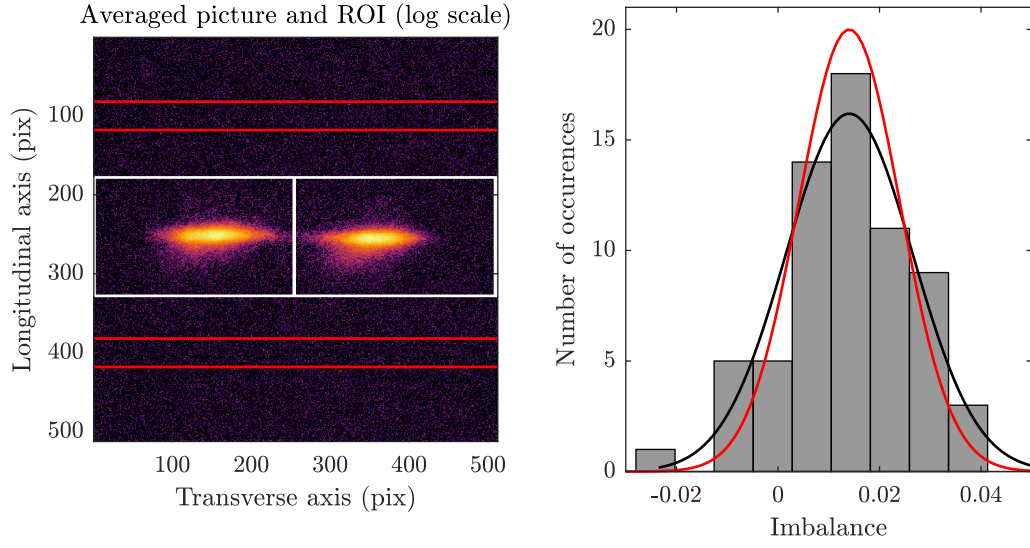 Averaged picture and ROI (log scale)
Longitudinal axis (pix)
100
200
300
400
500
100 200 300 400 500
Transverse axis (pix)
Number of occurences
20
15
10
5
0
-0.02 0 0.02 0.04
Imbalance